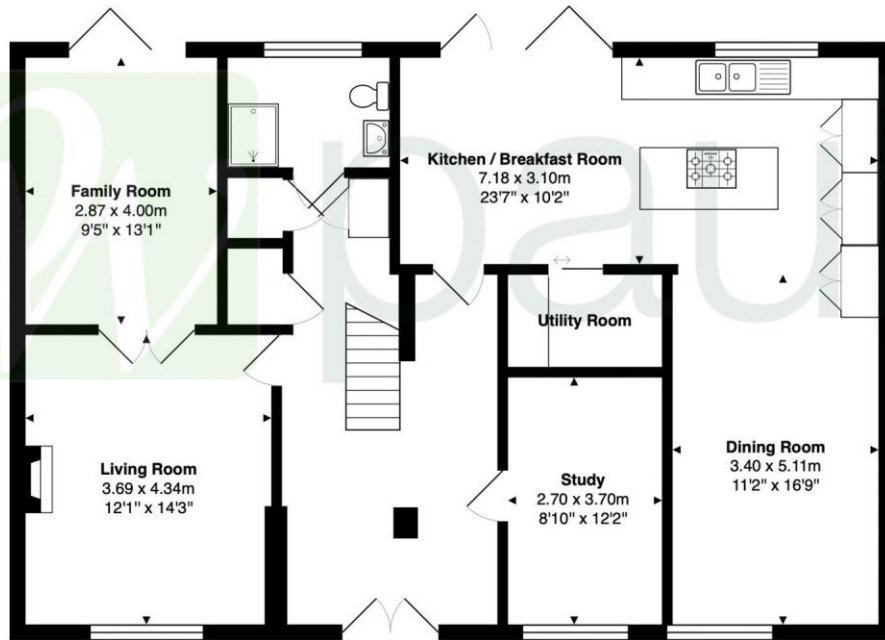 Family Room
2.87 x 4.00m
9'5" x 13'1"
Kitchen / Breakfast Room
7.18 x 3.10m
23'7" x 10'2"
Utility Room
Living Room
3.69 x 4.34m
12'1" x 14'3"
Study
2.70 x 3.70m
8'10" x 12'2"
Dining Room
3.40 x 5.11m
11'2" x 16'9"
pau